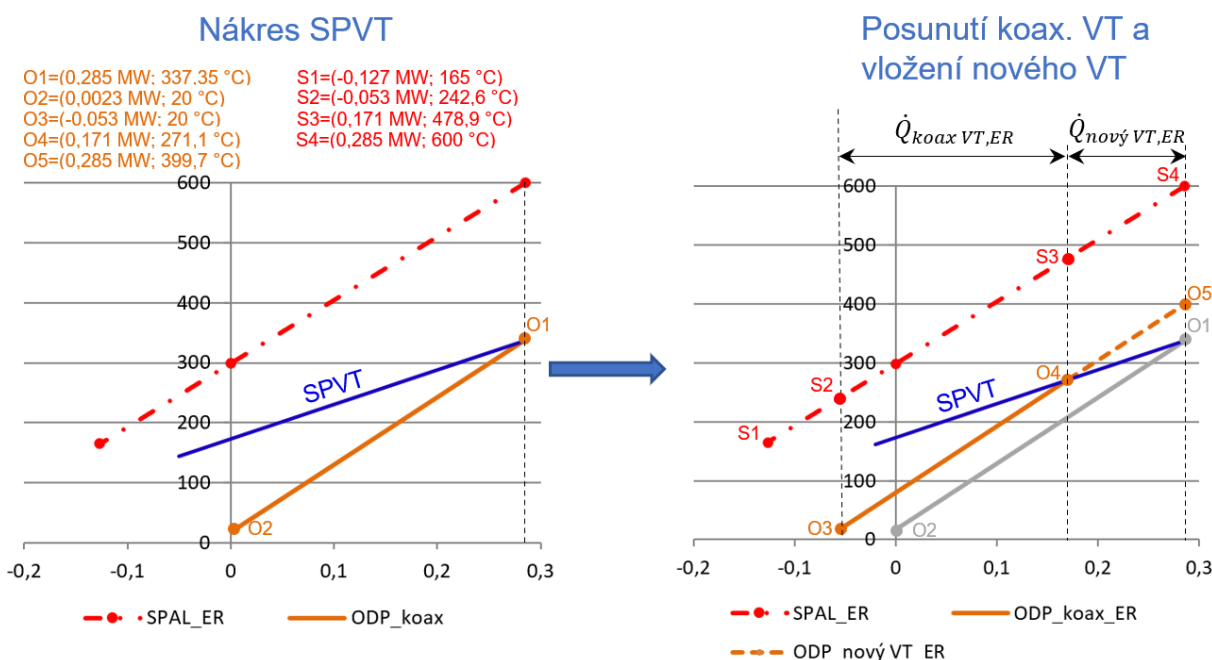 Nákres SPVT
O1=(0.285 MW; 337.35 °C)
O2=(0,0023 MW; 20 °C)
O3=(-0.053 MW; 20 °C)
O4=(0,171 MW; 271,1 °C)
O5=(0,285 MW; 399,7 °C)
S1=(-0,127 MW; 165 °C)
S2=(-0,053 MW; 242,6 °C)
S3=(0,171 MW; 478,9 °C)
S4=(0,285 MW; 600 °C)
600
500
400
300
200
100
0
O1
SPVT
O2
-0,2 -0,1 0 0,1 0,2 0,3
SPAL_ER ODP_koax
Posunutí koax. VT a
vložení nového VT
Q̇koax VT,ER Q̇nový VT,ER
600
500
400
300
200
100
0
S4
S3
O5
O1
S2
O4
SPVT
S1
O3
O2
-0,2 -0,1 0 0,1 0,2 0,3
SPAL_ER ODP_koax_ER
ODP_nový VT_ER